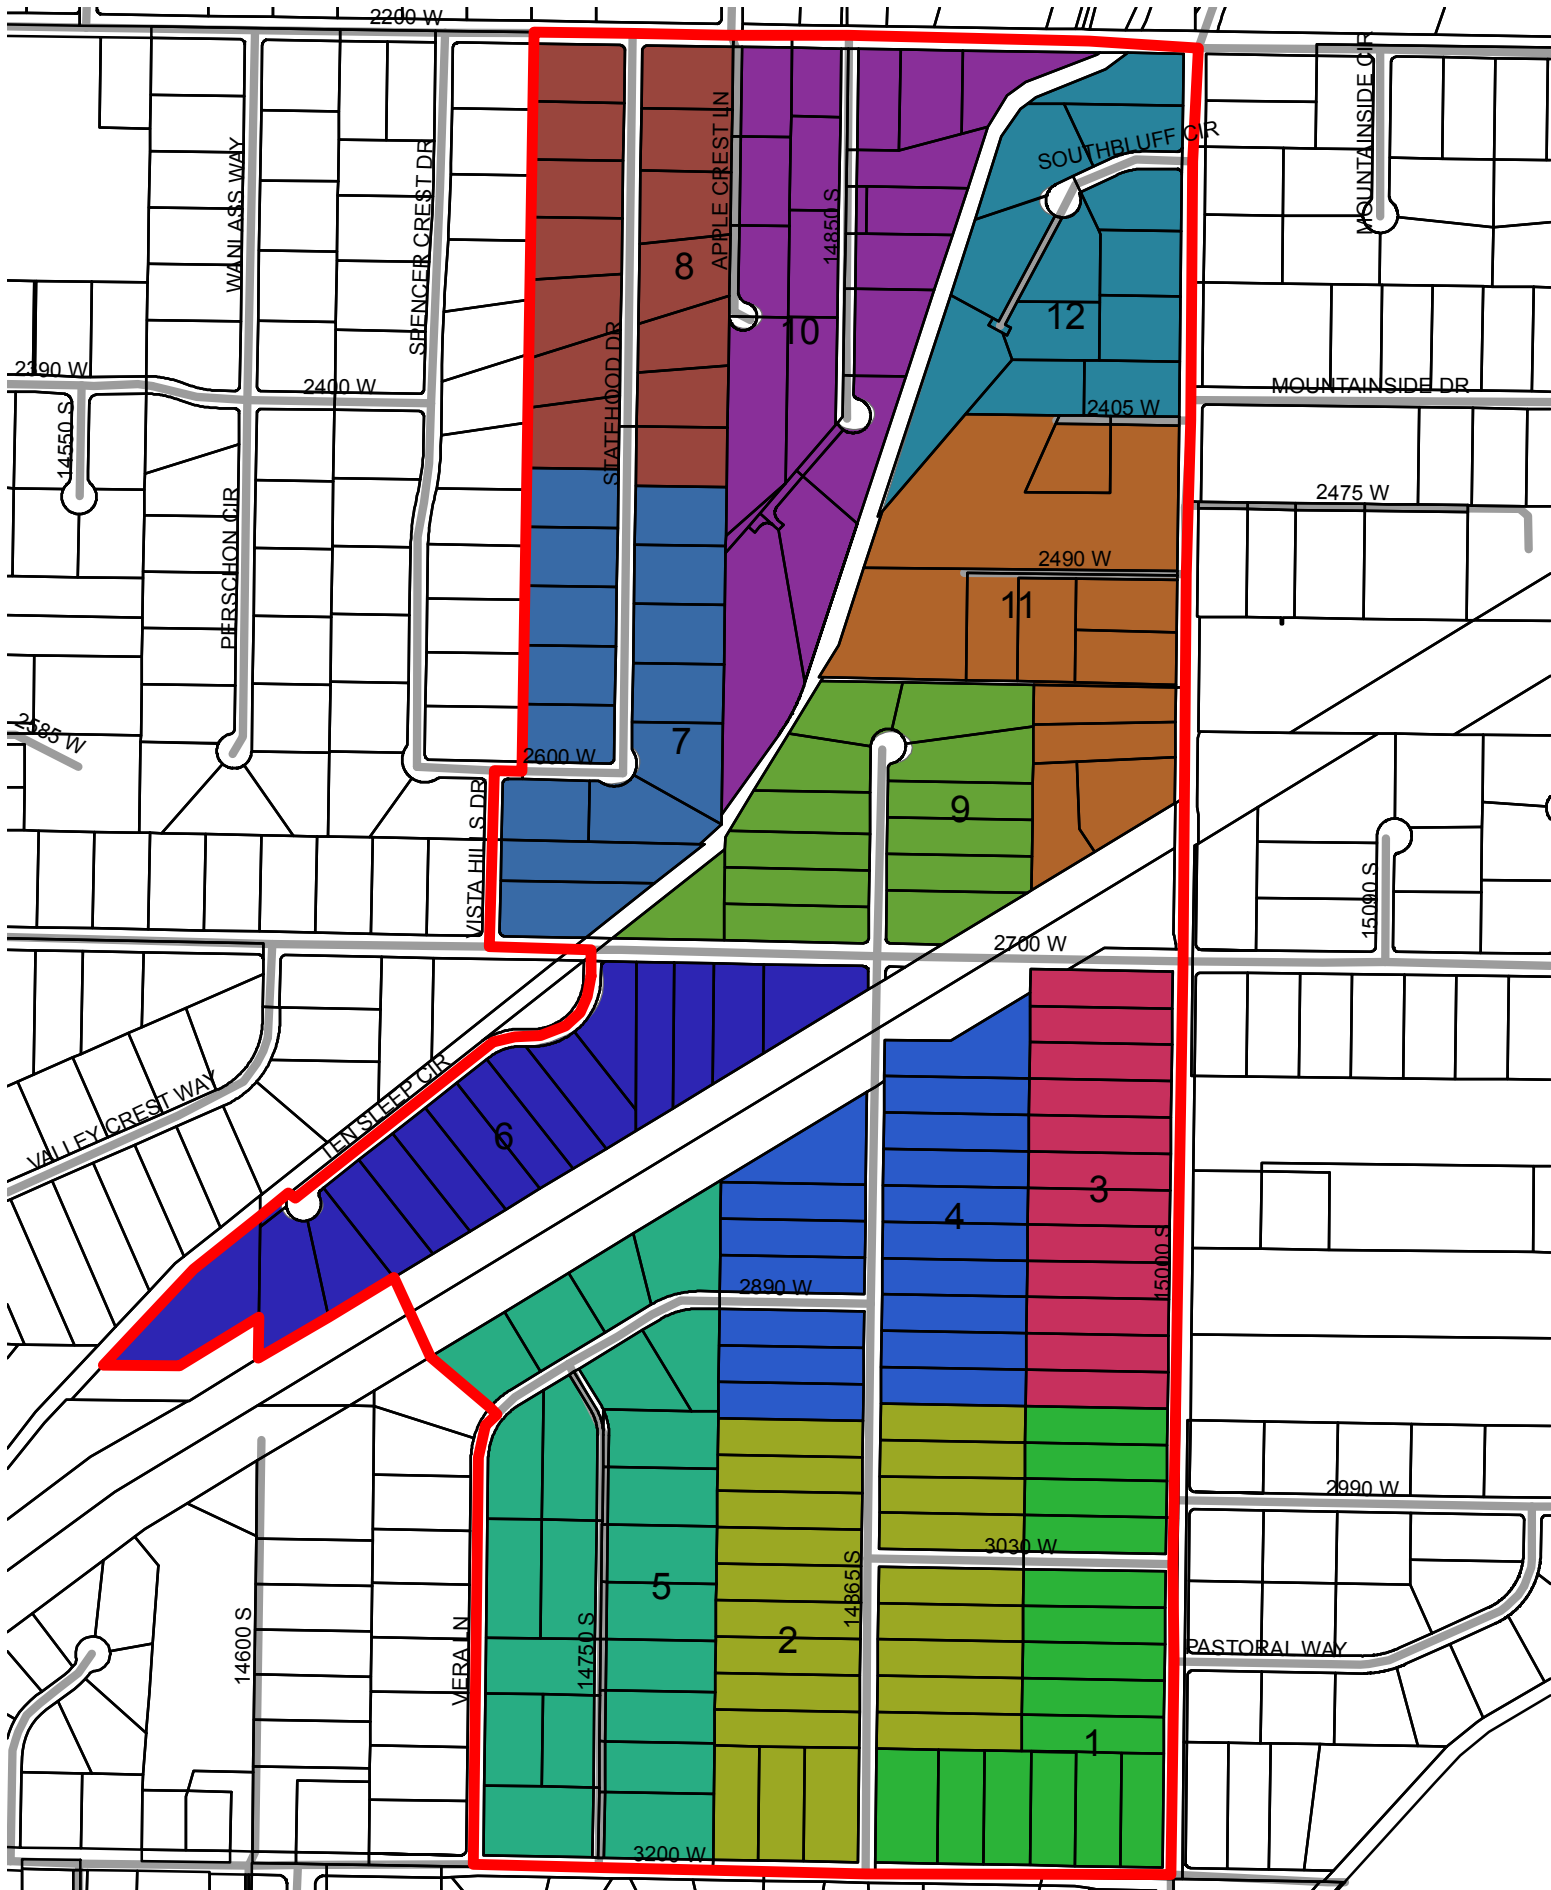 2200 W
MOUNTAINSIDE CIR
WANLASS WAY
SPENCER CREST DR
APPLE CREST LN
SOUTHBLUFF CIR
14850 S
8
10
12
2390 W
2400 W
STATEHOOD DR
MOUNTAINSIDE DR
2405 W
14550 S
2475 W
PERSCHON CIR
2490 W
11
2585 W
7
2600 W
9
VISTA HILLS DR
15090 S
2700 W
TEN SLEEP CIR
VALLEY CREST WAY
6
3
4
15000 S
2890 W
2990 W
3030 W
14865 S
5
2
14600 S
VERA LN
14750 S
PASTORAL WAY
1
3200 W